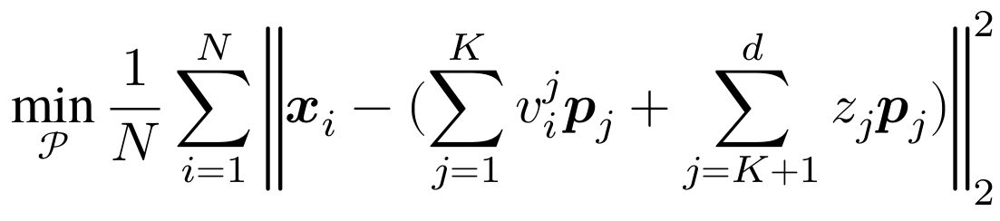 \min_{\mathcal{P}} \frac{1}{N} \sum_{i=1}^{N} \left\| \boldsymbol{x}_i - (\sum_{j=1}^{K} v_i^j \boldsymbol{p}_j + \sum_{j=K+1}^{d} z_j \boldsymbol{p}_j) \right\|_2^2